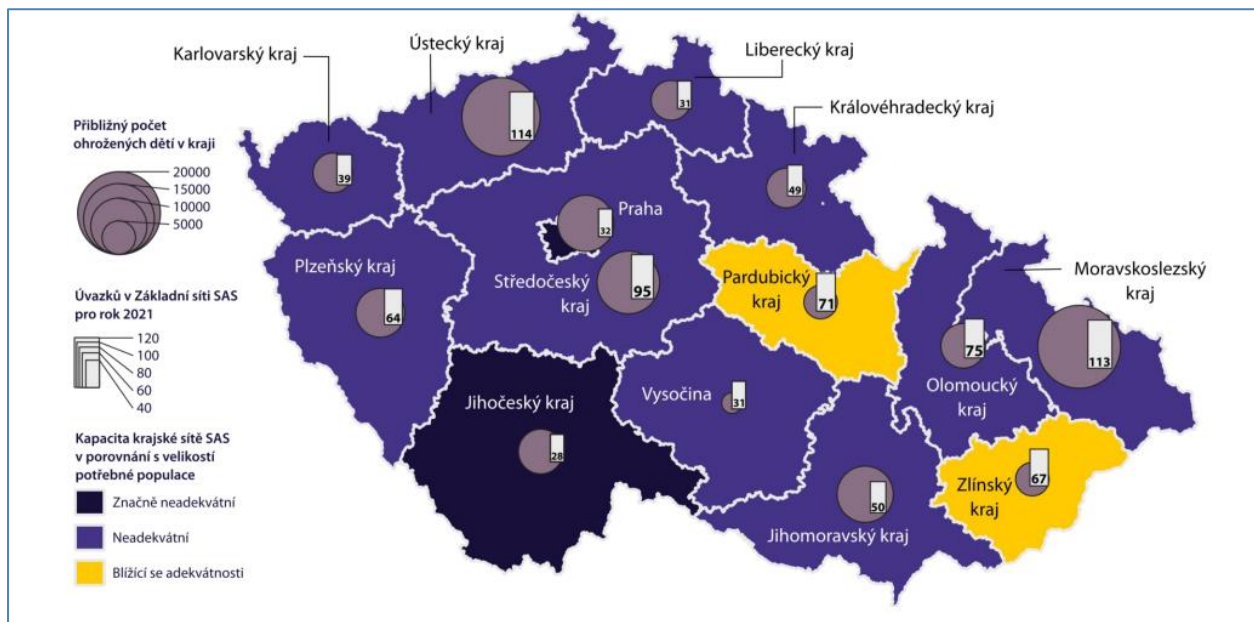 Ústecký kraj
Liberecký kraj
Karlovarský kraj
Královéhradecký kraj
Přibližný počet
ohrožených dětí v kraji
20000
15000
10000
5000
Úvazků v Základní síti SAS
pro rok 2021
120
100
80
60
40
Kapacita krajské sítě SAS
v porovnání s velikostí
potřebné populace
Značně neadekvátní
Neadekvátní
Blížící se adekvátnosti
114
31
39
49
Praha
32
Plzeňský kraj
64
Středočeský
kraj
95
Pardubický
kraj
71
Moravskoslezský
kraj
113
75
Olomoucký
kraj
Vysočina
31
Jihočeský kraj
28
Zlínský
kraj
67
50
Jihomoravský kraj